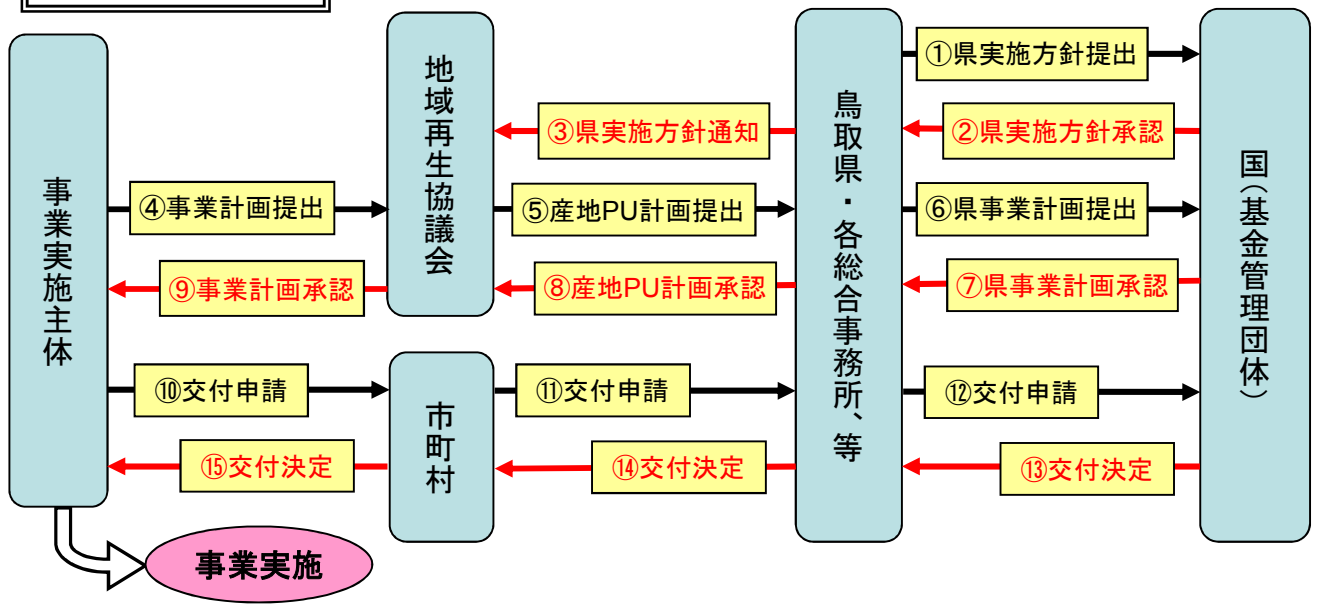 事業実施主体
地域再生協議会
市町村
鳥取県・各総合事務所、等
国（基金管理団体）
①県実施方針提出
②県実施方針承認
③県実施方針通知
④事業計画提出
⑤産地PU計画提出
⑥県事業計画提出
⑦県事業計画承認
⑧産地PU計画承認
⑨事業計画承認
⑩交付申請
⑪交付申請
⑫交付申請
⑬交付決定
⑭交付決定
⑮交付決定
事業実施